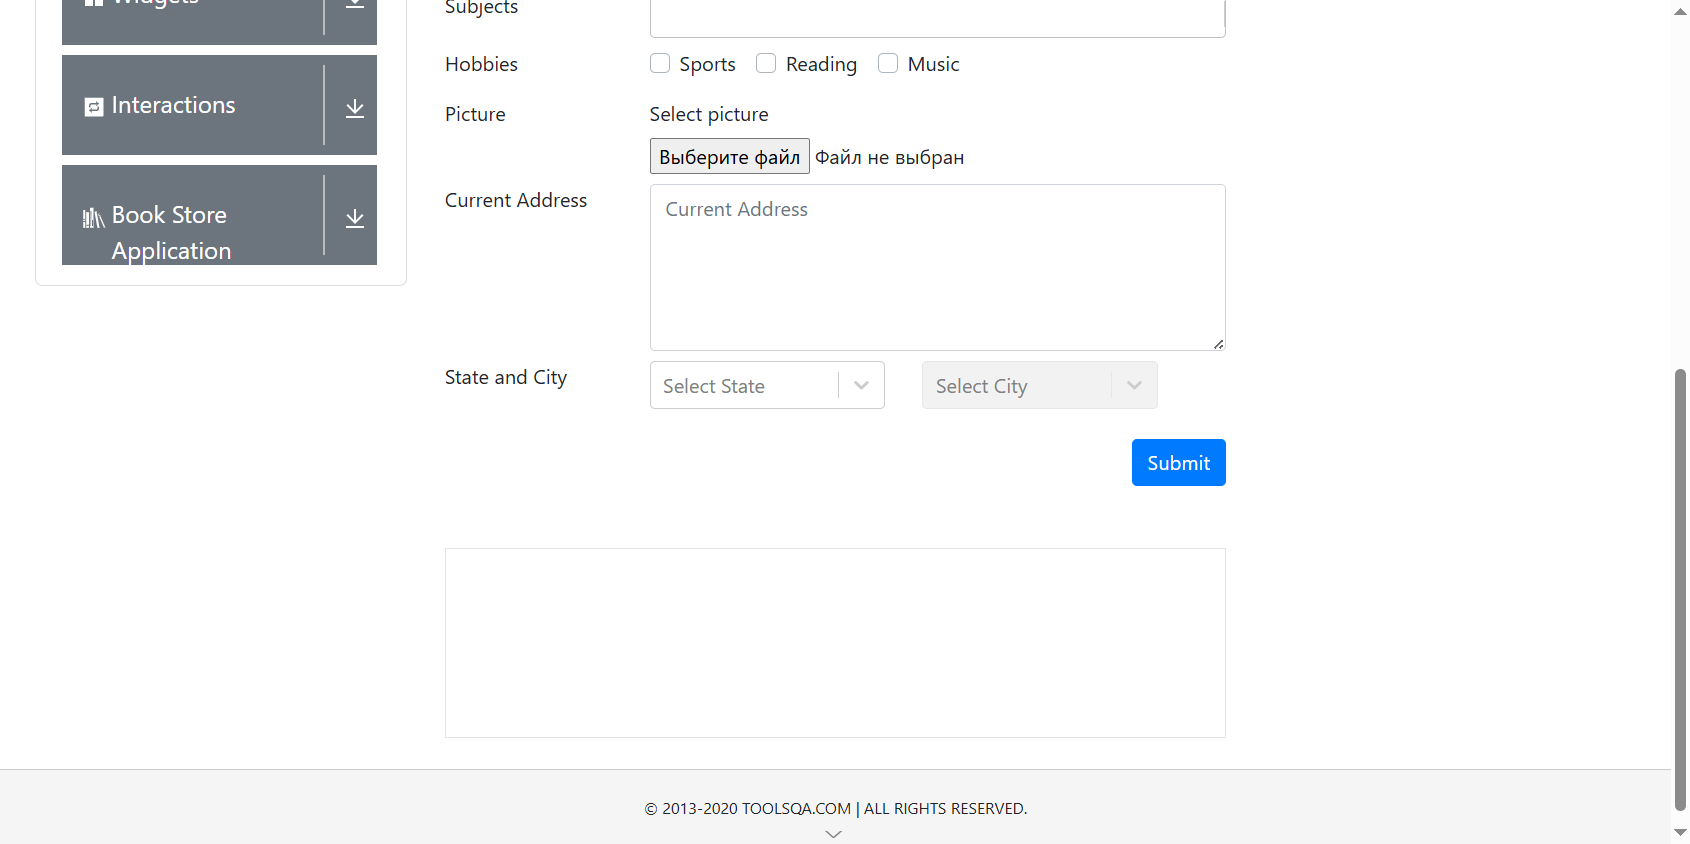 Widgets
Interactions
Book Store
Application
Subjects
Hobbies
Sports
Reading
Music
Picture
Select picture
Выберите файл Файл не выбран
Current Address
Current Address
State and City
Select State
Select City
Submit
© 2013-2020 TOOLSQA.COM | ALL RIGHTS RESERVED.